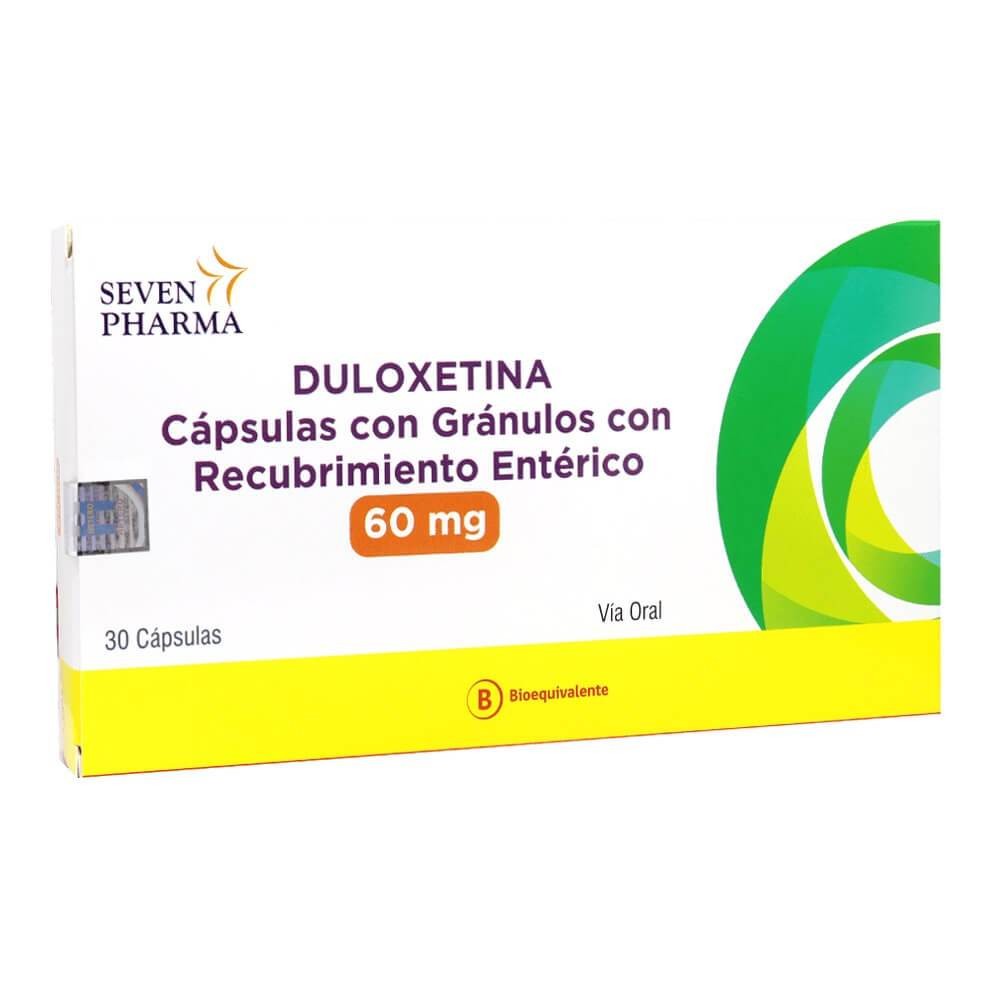 SEVEN
PHARMA
DULOXETINA
Cápsulas con Gránulos con
Recubrimiento Entérico
60 mg
Vía Oral
30 Cápsulas
B Bioequivalente